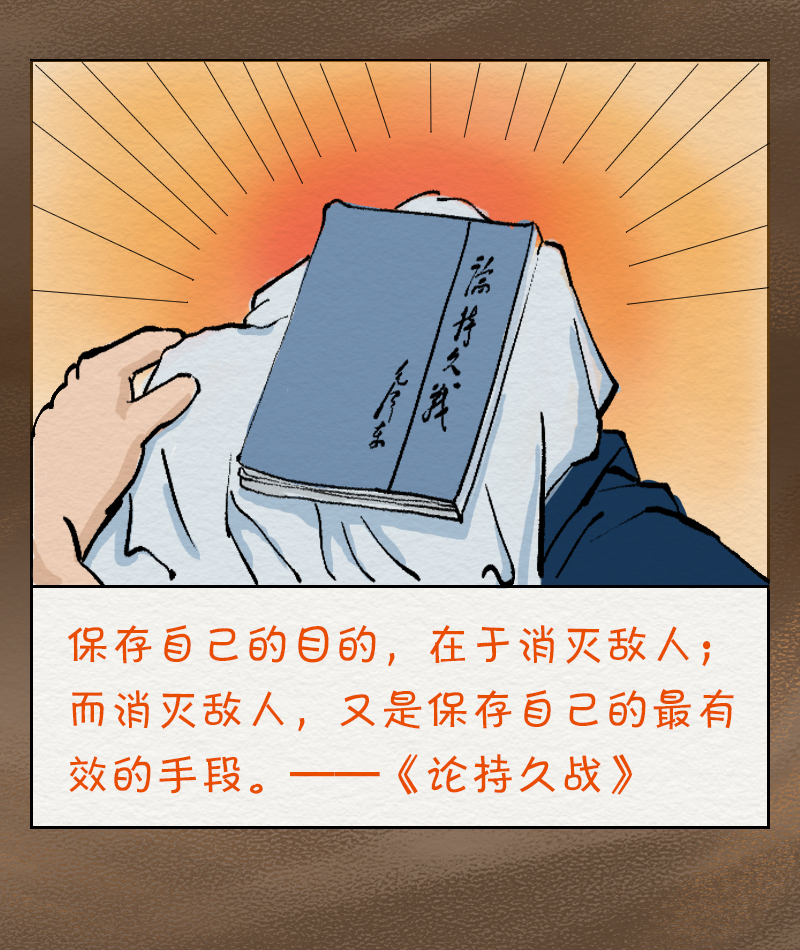 論持久戰
毛泽东
保存自己的目的，在于消灭敌人；
而消灭敌人，又是保存自己的最有
效的手段。——《论持久战》